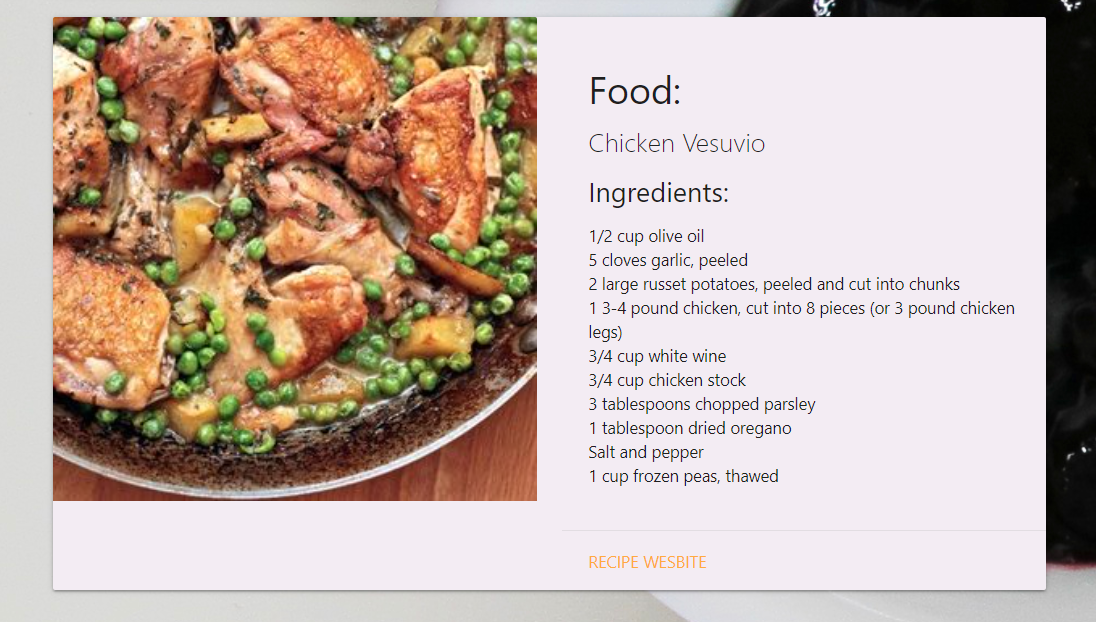 Food:
Chicken Vesuvio
Ingredients:
1/2 cup olive oil
5 cloves garlic, peeled
2 large russet potatoes, peeled and cut into chunks
1 3-4 pound chicken, cut into 8 pieces (or 3 pound chicken
legs)
3/4 cup white wine
3/4 cup chicken stock
3 tablespoons chopped parsley
1 tablespoon dried oregano
Salt and pepper
1 cup frozen peas, thawed
RECIPE WESBITE